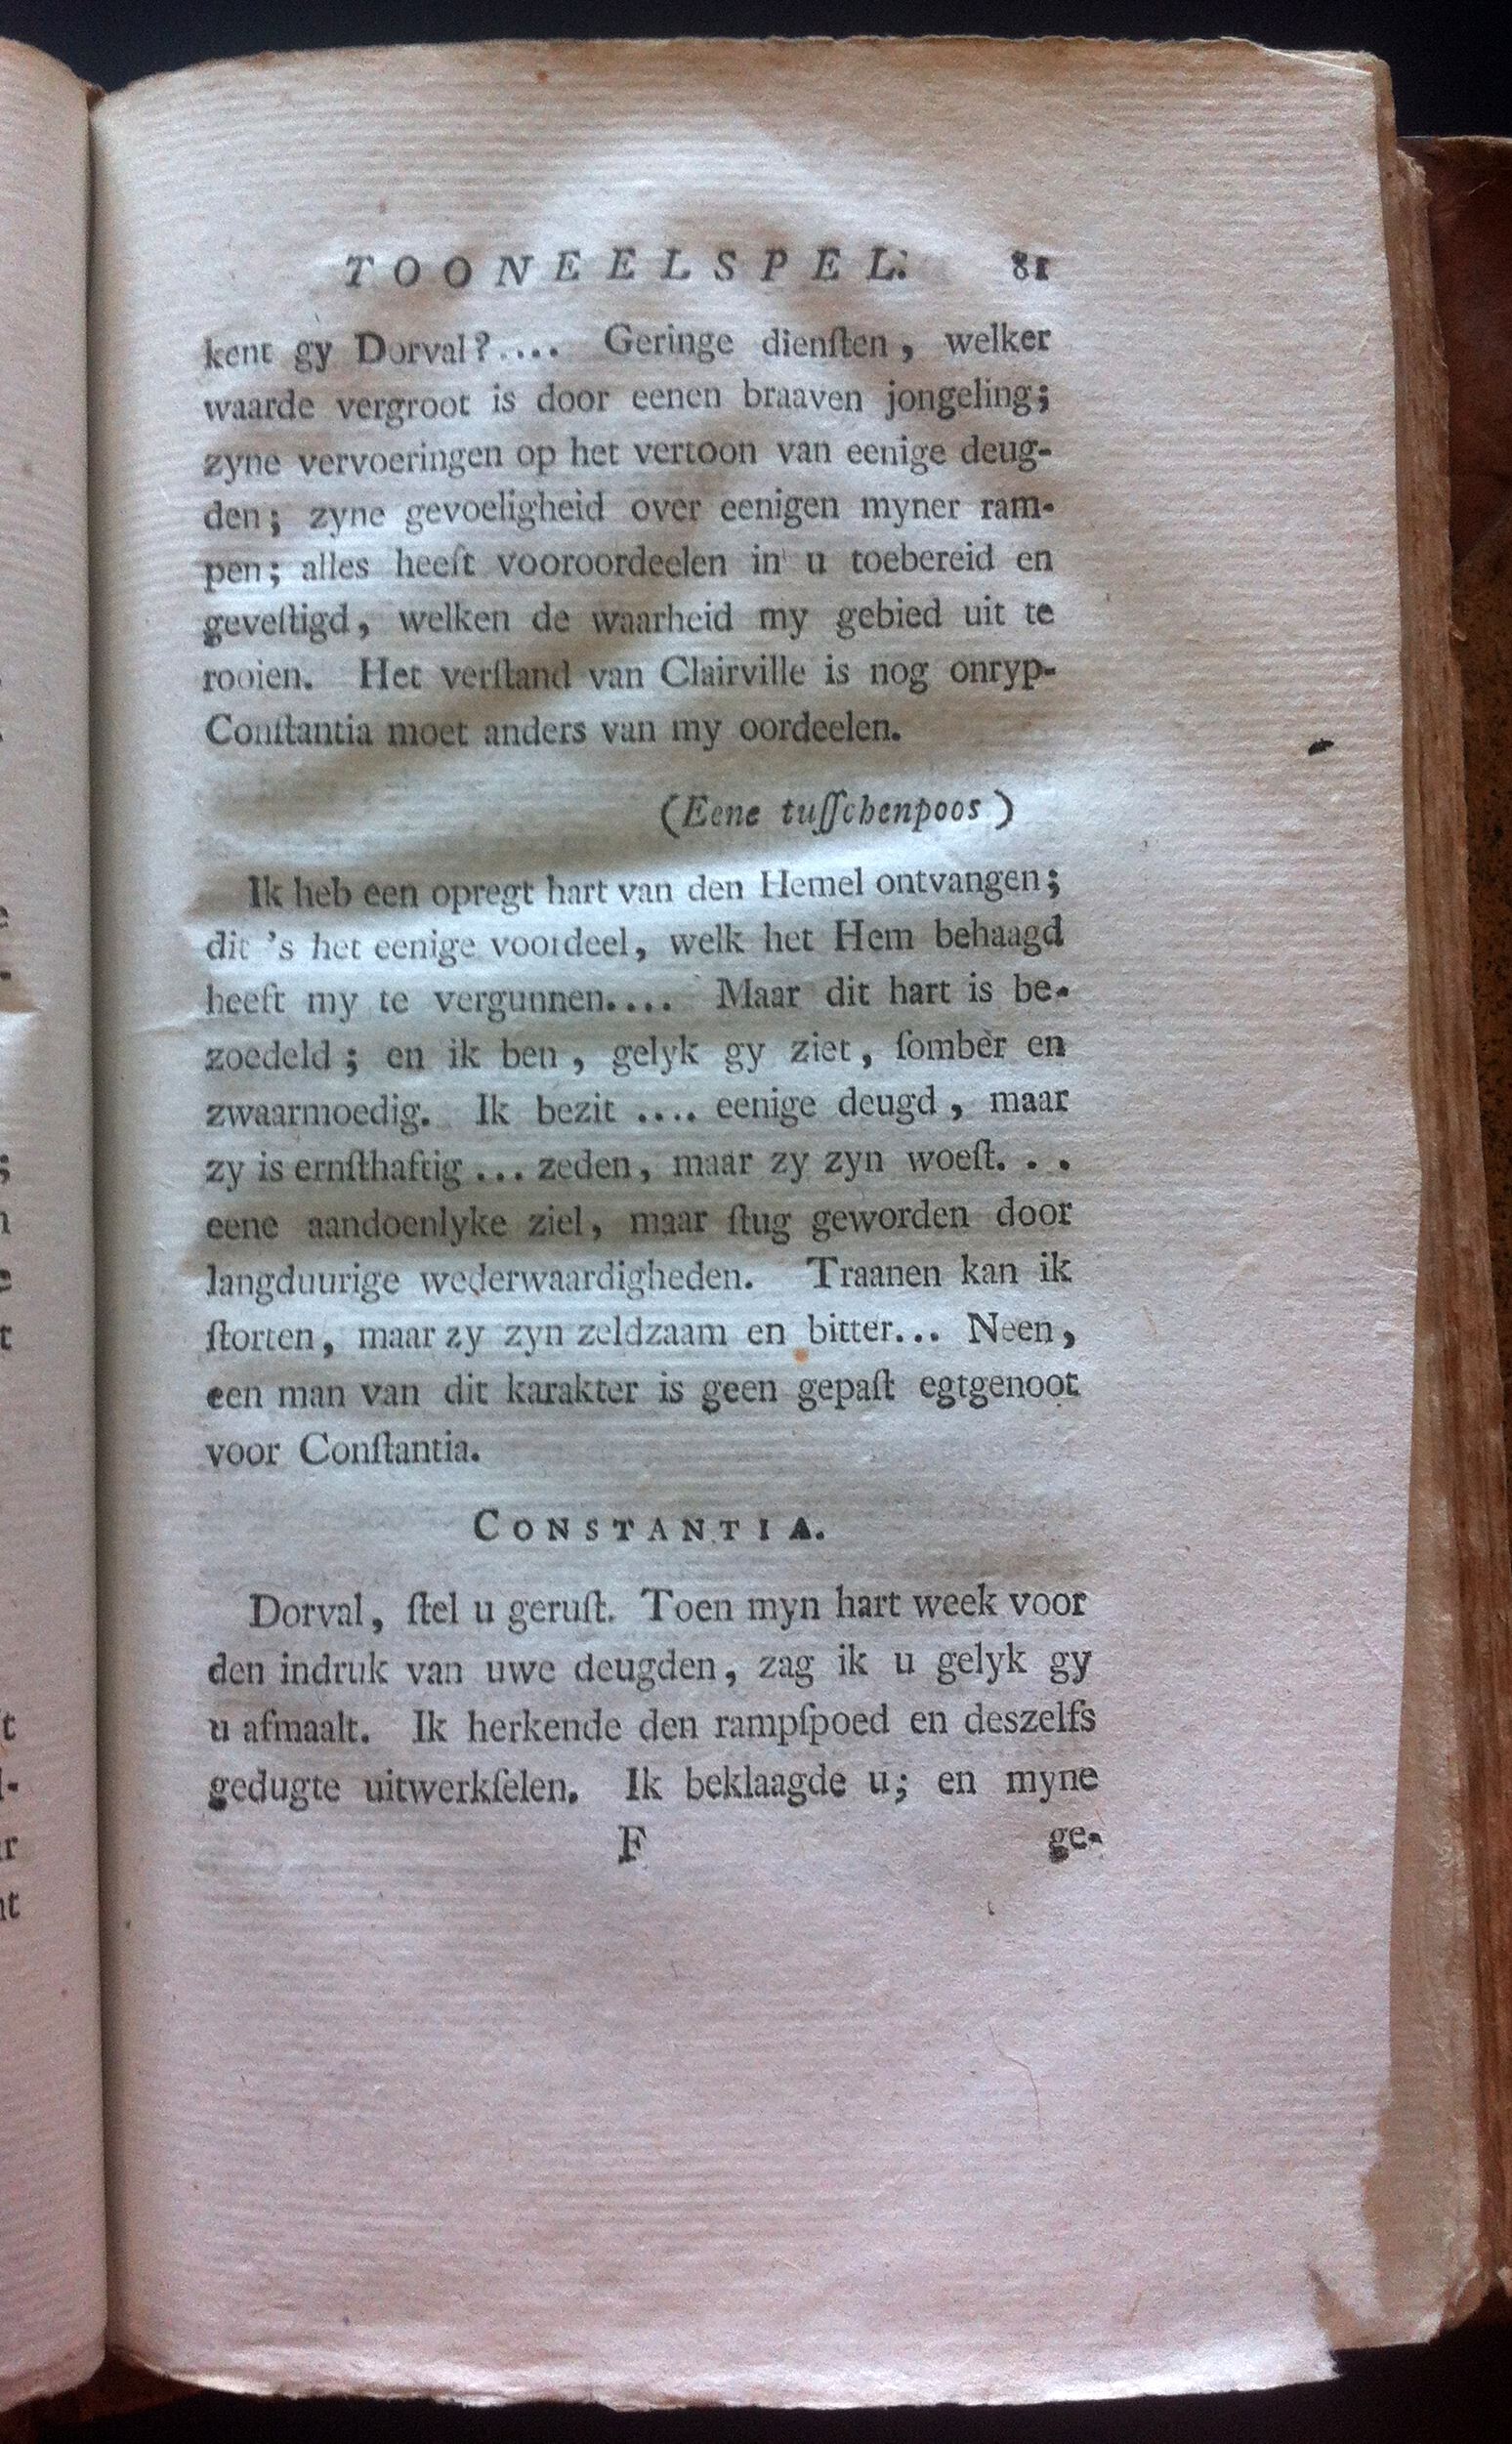 TOONEELSPEL. 81
kent gy Dorval?.... Geringe dienſten, welker
waarde vergroot is door eenen braaven jongeling;
zyne vervoeringen op het vertoon van eenige deug-
den; zyne gevoeligheid over eenigen myner ram-
pen; alles heeft vooroordeelen in u toebereid en
geveſtigd, welken de waarheid my gebied uit te
rooien. Het verſtand van Clairville is nog onryp-
Conſtantia moet anders van my oordeelen.
(Eene tuſſchenpoos)
Ik heb een opregt hart van den Hemel ontvangen;
dit 's het eenige voordeel, welk het Hem behaagd
heeft my te vergunnen.... Maar dit hart is be-
zoedeld; en ik ben, gelyk gy ziet, ſombèr en
zwaarmoedig. Ik bezit .... eenige deugd, maar
zy is ernſthaftig ... zeden, maar zy zyn woeſt. . .
eene aandoenlyke ziel, maar ſtug geworden door
langduurige wederwaardigheden. Traanen kan ik
ſtorten, maar zy zyn zeldzaam en bitter... Neen,
een man van dit karakter is geen gepaſt egtgenoot
voor Conſtantia.
CONSTANTIA.
Dorval, ſtel u geruſt. Toen myn hart week voor
den indruk van uwe deugden, zag ik u gelyk gy
u afmaalt. Ik herkende den rampſpoed en deszelfs
gedugte uitwerkſelen. Ik beklaagde u; en myne
F ge-